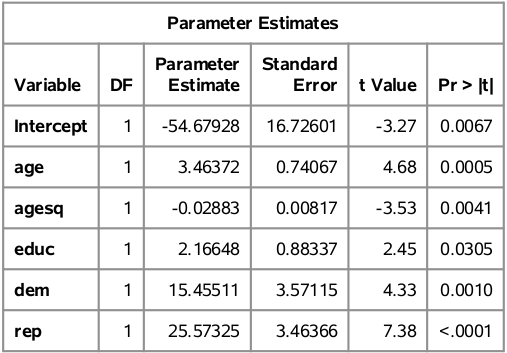 Parameter Estimates
Variable DF Parameter Estimate Standard Error t Value Pr > |t|
Intercept 1 -54.67928 16.72601 -3.27 0.0067
age 1 3.46372 0.74067 4.68 0.0005
agesq 1 -0.02883 0.00817 -3.53 0.0041
educ 1 2.16648 0.88337 2.45 0.0305
dem 1 15.45511 3.57115 4.33 0.0010
rep 1 25.57325 3.46366 7.38 <.0001